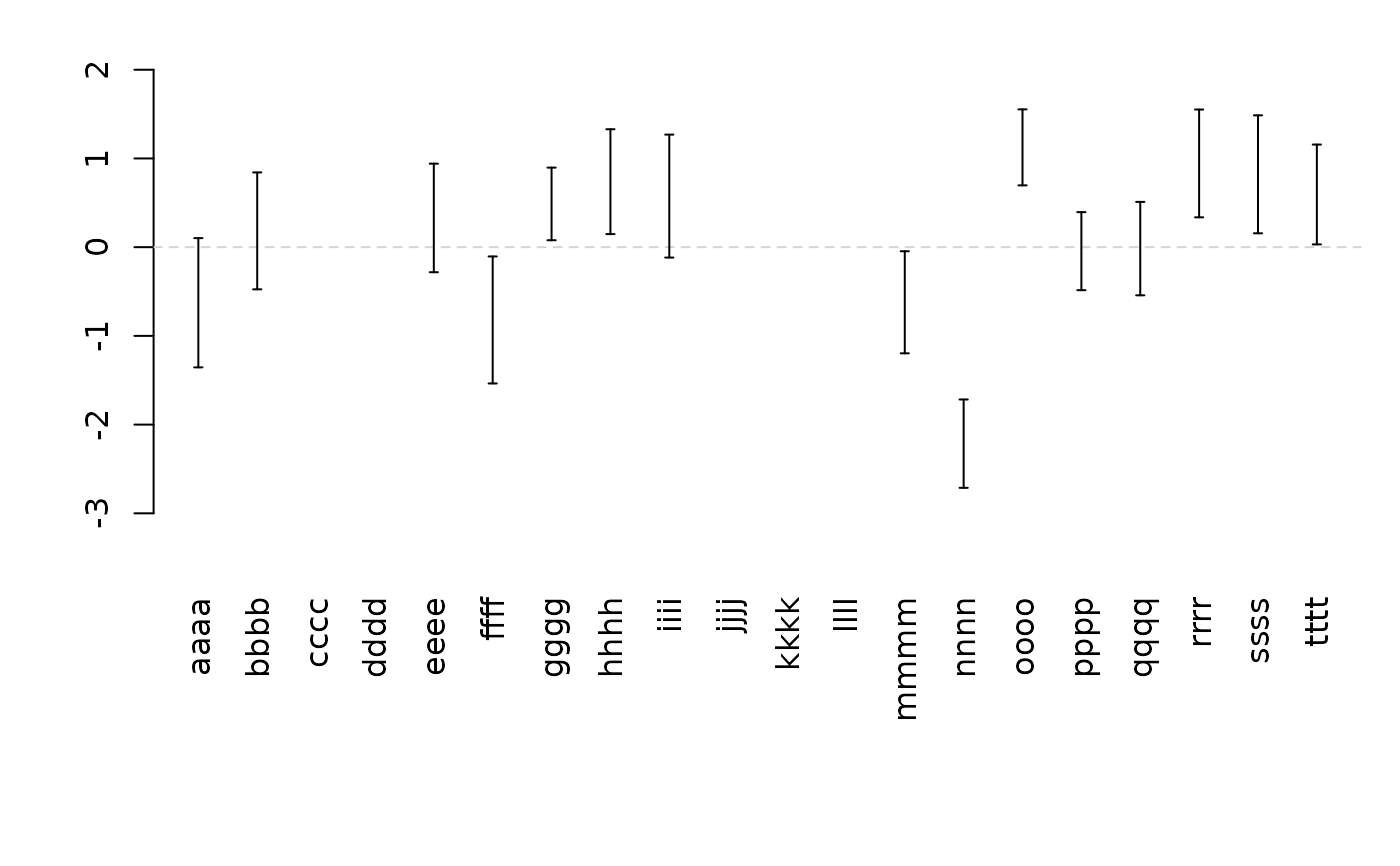 2
1
0
-1
-2
-3
aaaa
bbbb
cccc
dddd
eeee
ffff
gggg
hhhh
iiii
jjjj
kkkk
llll
mmmm
nnnn
oooo
pppp
qqqq
rrrr
ssss
tttt